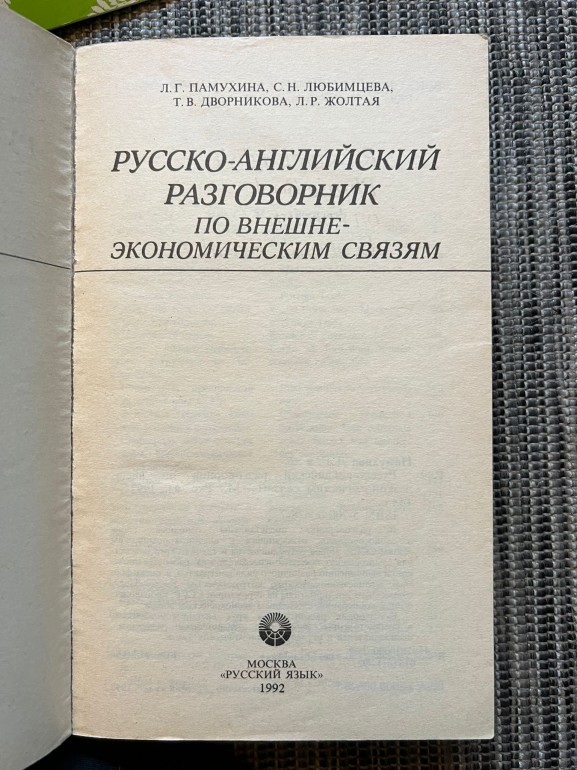 Л. Г. ПАМУХИНА, С. Н. ЛЮБИМЦЕВА,
Т. В. ДВОРНИКОВА, Л. Р. ЖОЛТАЯ
РУССКО-АНГЛИЙСКИЙ
РАЗГОВОРНИК
ПО ВНЕШНЕ-
ЭКОНОМИЧЕСКИМ СВЯЗЯМ
МОСКВА
«РУССКИЙ ЯЗЫК»
1992